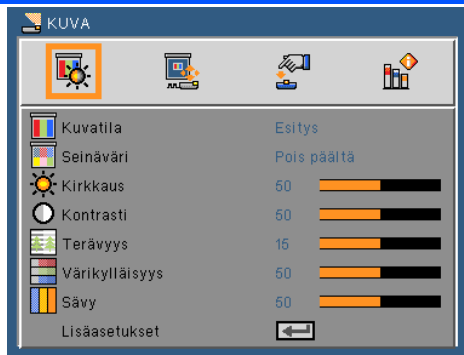 KUVA
Kuvatila Esitys
Seinäväri Pois päältä
Kirkkaus 50
Kontrasti 50
Terävyys 15
Värikylläisyys 50
Sävy 50
Lisäasetukset